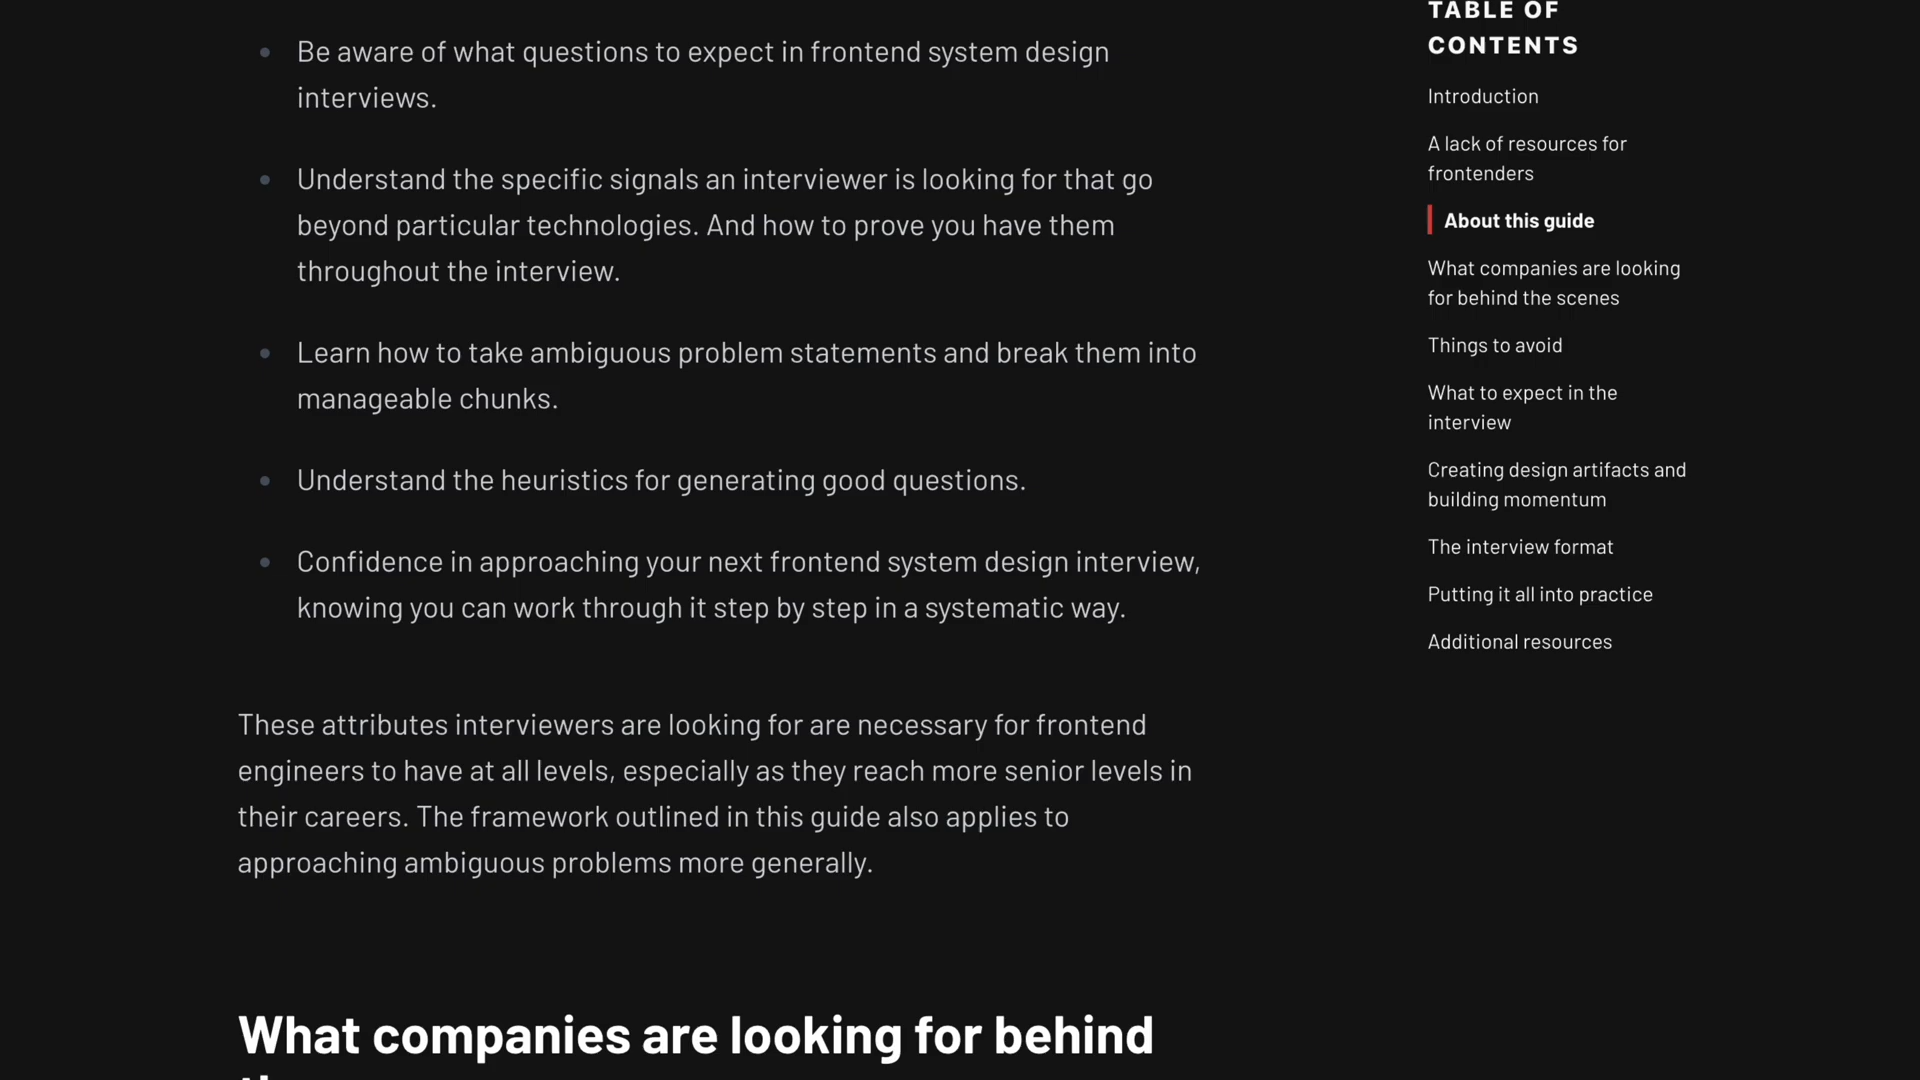 Be aware of what questions to expect in frontend system design
interviews.
Understand the specific signals an interviewer is looking for that go
beyond particular technologies. And how to prove you have them
throughout the interview.
Learn how to take ambiguous problem statements and break them into
manageable chunks.
Understand the heuristics for generating good questions.
Confidence in approaching your next frontend system design interview,
knowing you can work through it step by step in a systematic way.
These attributes interviewers are looking for are necessary for frontend
engineers to have at all levels, especially as they reach more senior levels in
their careers. The framework outlined in this guide also applies to
approaching ambiguous problems more generally.
What companies are looking for behind
TABLE OF
CONTENTS
Introduction
A lack of resources for
frontenders
About this guide
What companies are looking
for behind the scenes
Things to avoid
What to expect in the
interview
Creating design artifacts and
building momentum
The interview format
Putting it all into practice
Additional resources